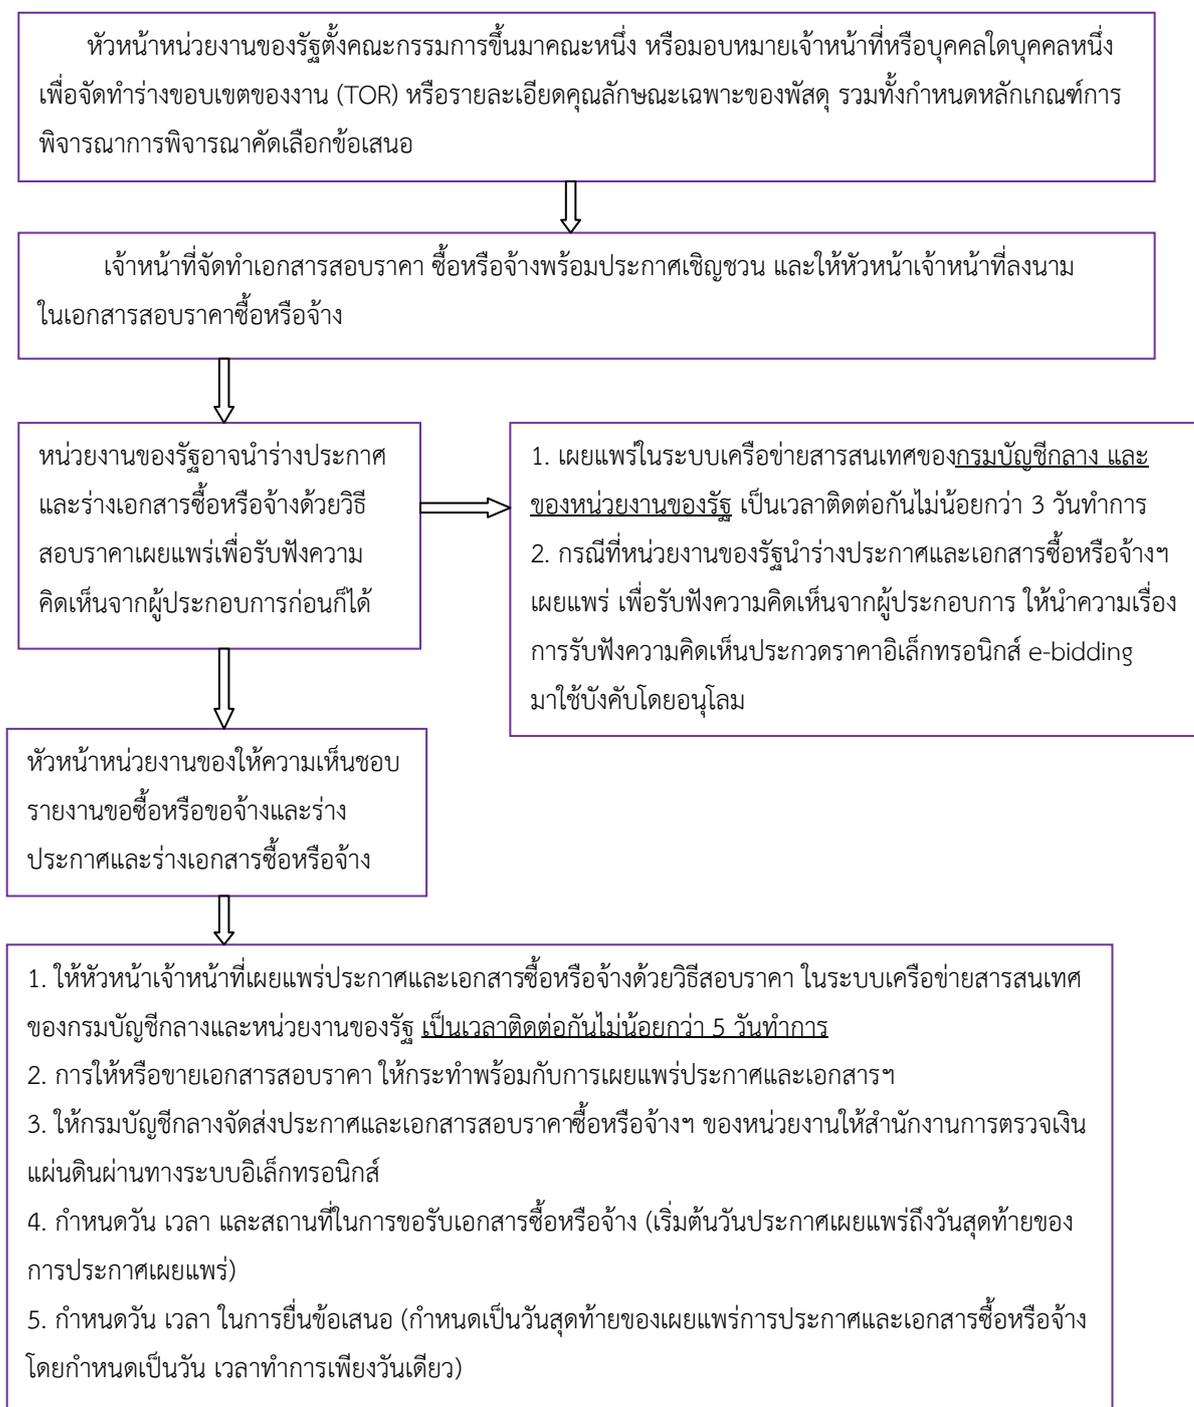 หัวหน้าหน่วยงานของรัฐตั้งคณะกรรมการขึ้นมาคณะหนึ่ง หรือมอบหมายเจ้าหน้าที่หรือบุคคลใดบุคคลหนึ่ง
เพื่อจัดทำร่างขอบเขตของงาน (TOR) หรือรายละเอียดคุณลักษณะเฉพาะของพัสดุ รวมทั้งกำหนดหลักเกณฑ์การ
พิจารณาการพิจารณาคัดเลือกข้อเสนอ
เจ้าหน้าที่จัดทำเอกสารสอบราคา ซื้อหรือจ้างพร้อมประกาศเชิญชวน และให้หัวหน้าเจ้าหน้าที่ลงนาม
ในเอกสารสอบราคาซื้อหรือจ้าง
หน่วยงานของรัฐอาจนำร่างประกาศ
และร่างเอกสารซื้อหรือจ้างด้วยวิธี
สอบราคาเผยแพร่เพื่อรับฟังความ
คิดเห็นจากผู้ประกอบการก่อนก็ได้
1. เผยแพร่ในระบบเครือข่ายสารสนเทศของกรมบัญชีกลาง และ
ของหน่วยงานของรัฐ เป็นเวลาติดต่อกันไม่น้อยกว่า 3 วันทำการ
2. กรณีที่หน่วยงานของรัฐนำร่างประกาศและเอกสารซื้อหรือจ้างฯ
เผยแพร่ เพื่อรับฟังความคิดเห็นจากผู้ประกอบการ ให้นำความเรื่อง
การรับฟังความคิดเห็นประกวดราคาอิเล็กทรอนิกส์ e-bidding
มาใช้บังคับโดยอนุโลม
หัวหน้าหน่วยงานของให้ความเห็นชอบ
รายงานขอซื้อหรือขอจ้างและร่าง
ประกาศและร่างเอกสารซื้อหรือจ้าง
1. ให้หัวหน้าเจ้าหน้าที่เผยแพร่ประกาศและเอกสารซื้อหรือจ้างด้วยวิธีสอบราคา ในระบบเครือข่ายสารสนเทศ
ของกรมบัญชีกลางและหน่วยงานของรัฐ เป็นเวลาติดต่อกันไม่น้อยกว่า 5 วันทำการ
2. การให้หรือขายเอกสารสอบราคา ให้กระทำพร้อมกับการเผยแพร่ประกาศและเอกสารฯ
3. ให้กรมบัญชีกลางจัดส่งประกาศและเอกสารสอบราคาซื้อหรือจ้างฯ ของหน่วยงานให้สำนักงานการตรวจเงิน
แผ่นดินผ่านทางระบบอิเล็กทรอนิกส์
4. กำหนดวัน เวลา และสถานที่ในการขอรับเอกสารซื้อหรือจ้าง (เริ่มต้นวันประกาศเผยแพร่ถึงวันสุดท้ายของ
การประกาศเผยแพร่)
5. กำหนดวัน เวลา ในการยื่นข้อเสนอ (กำหนดเป็นวันสุดท้ายของเผยแพร่การประกาศและเอกสารซื้อหรือจ้าง
โดยกำหนดเป็นวัน เวลาทำการเพียงวันเดียว)